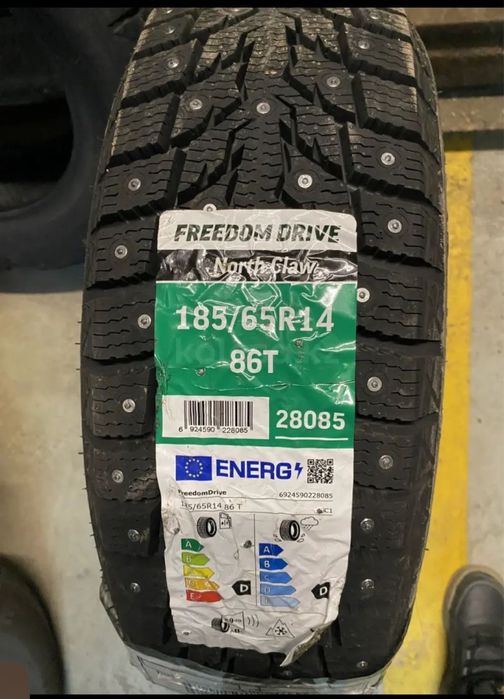 FREEDOM DRIVE
North Claw
185/65R14
86T
6 924590 228085
28085
ENERG
FreedomDrive
6924590228085
185/65R14 86 T
C1
A
B
C
D
E
D
A
B
C
D
E
D